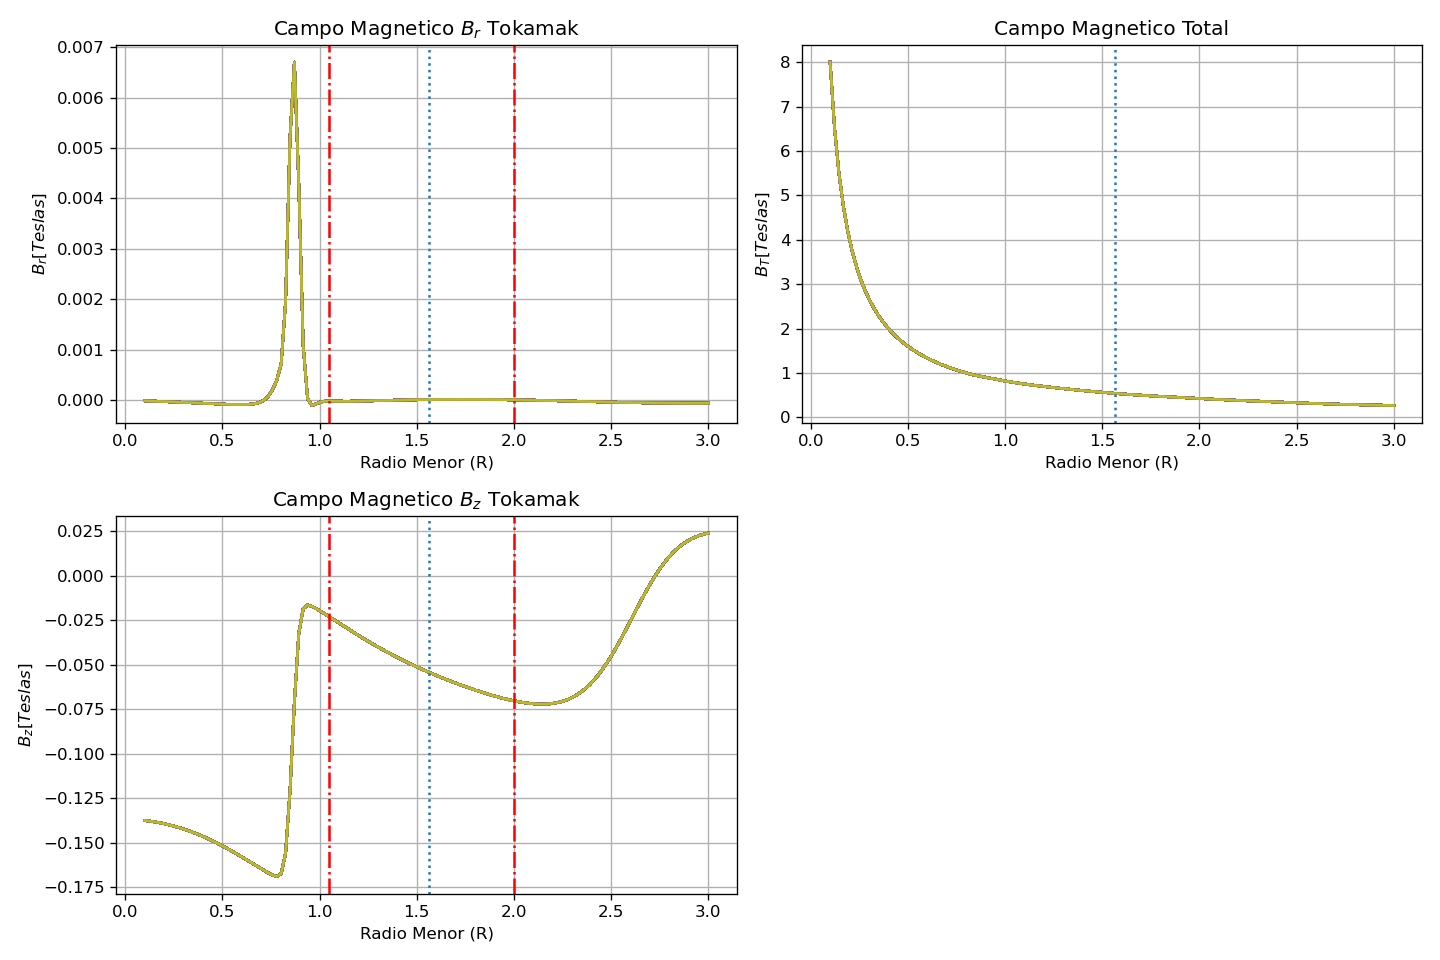 Campo Magnetico B_r Tokamak
B_r[Teslas]
0.007
0.006
0.005
0.004
0.003
0.002
0.001
0.000
0.0 0.5 1.0 1.5 2.0 2.5 3.0
Radio Menor (R)
Campo Magnetico Total
B_T[Teslas]
8
7
6
5
4
3
2
1
0
0.0 0.5 1.0 1.5 2.0 2.5 3.0
Radio Menor (R)
Campo Magnetico B_z Tokamak
B_z[Teslas]
0.025
0.000
−0.025
−0.050
−0.075
−0.100
−0.125
−0.150
−0.175
0.0 0.5 1.0 1.5 2.0 2.5 3.0
Radio Menor (R)